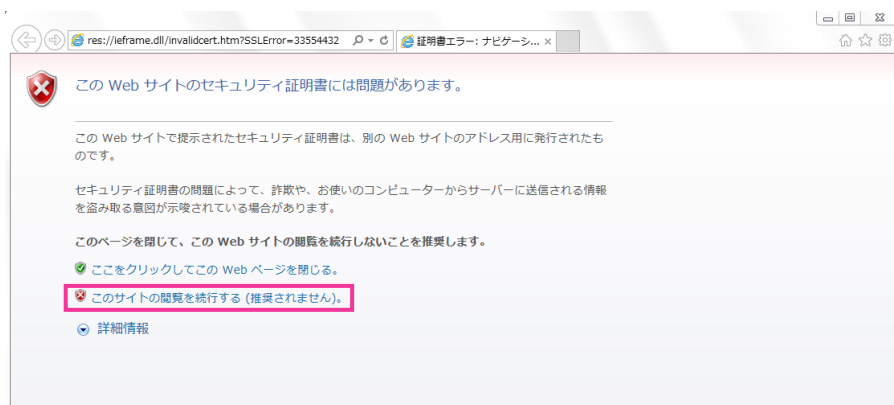 res://ieframe.dll/invalidcert.htm?SSLError=33554432
証明書エラー: ナビゲーシ...
この Web サイトのセキュリティ証明書には問題があります。
この Web サイトで提示されたセキュリティ証明書は、別の Web サイトのアドレス用に発行されたも
のです。
セキュリティ証明書の問題によって、詐欺や、お使いのコンピューターからサーバーに送信される情報
を盗み取る意図が示唆されている場合があります。
このページを閉じて、この Web サイトの閲覧を続行しないことを推奨します。
ここをクリックしてこの Web ページを閉じる。
このサイトの閲覧を続行する (推奨されません)。
詳細情報